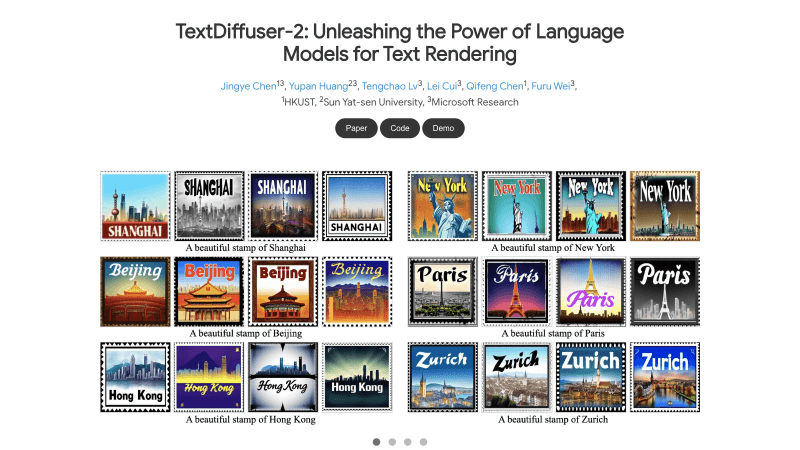 TextDiffuser-2: Unleashing the Power of Language
Models for Text Rendering
Jingye Chen13, Yupan Huang23, Tengchao Lv3, Lei Cui3, Qifeng Chen1, Furu Wei3,
1HKUST, 2Sun Yat-sen University, 3Microsoft Research
Paper Code Demo
SHANGHAI SHANGHAI SHANGHAI SHANGHAI
New York New York New York New York
A beautiful stamp of Shanghai
A beautiful stamp of New York
Beijing Beijing Beijing Beijing
Paris Paris Paris Paris
A beautiful stamp of Beijing
A beautiful stamp of Paris
Hong Kong Hong Kong Hong Kong Hong Kong
Zurich Zurich Zurich Zurich
A beautiful stamp of Hong Kong
A beautiful stamp of Zurich